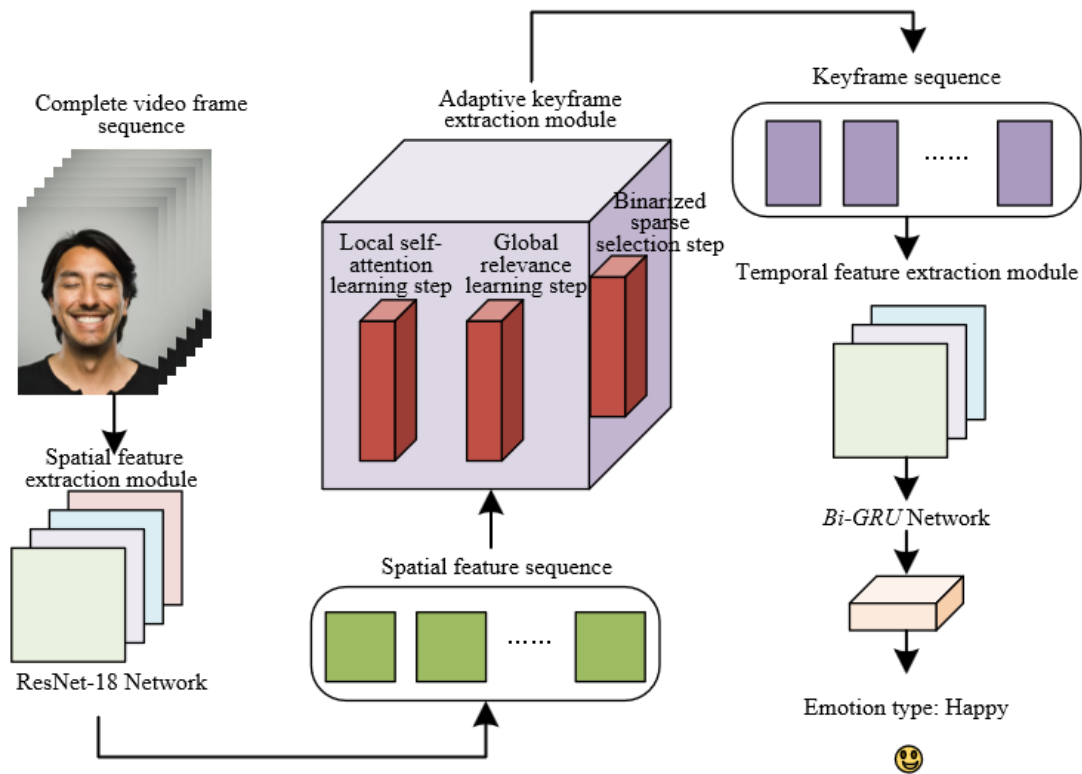 Complete video frame
sequence
Spatial feature
extraction module
ResNet-18 Network
Spatial feature sequence
……
Adaptive keyframe
extraction module
Local self-
attention
learning step
Global
relevance
learning step
Binarized
sparse
selection step
Keyframe sequence
……
Temporal feature extraction module
Bi-GRU Network
Emotion type: Happy